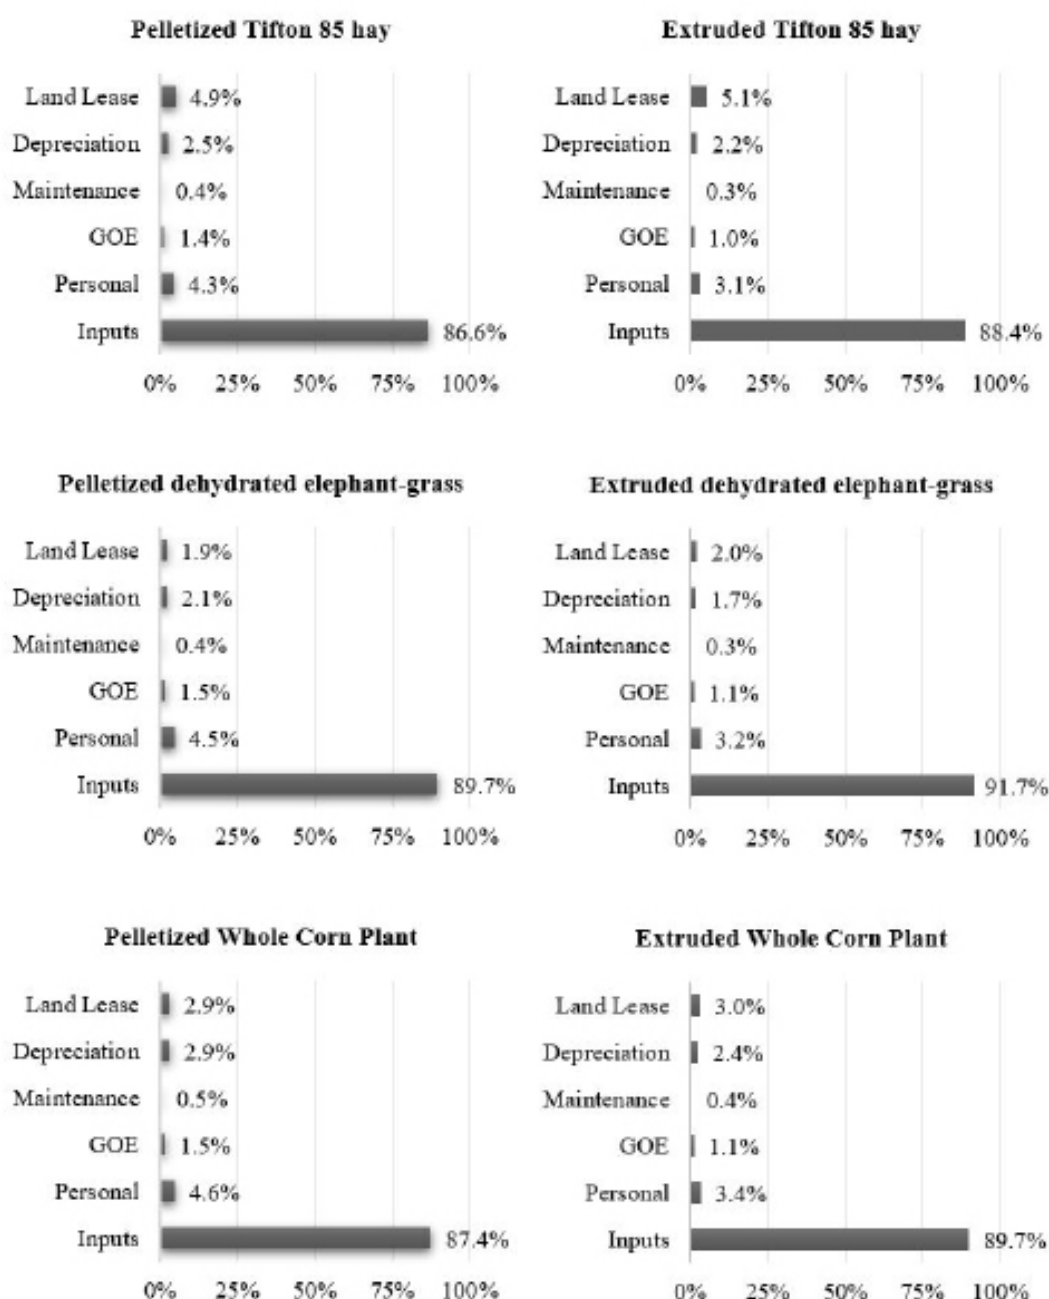 Pelletized Tifton 85 hay
Land Lease 4.9%
Depreciation 2.5%
Maintenance 0.4%
GOE 1.4%
Personal 4.3%
Inputs 86.6%
0% 25% 50% 75% 100%
Extruded Tifton 85 hay
Land Lease 5.1%
Depreciation 2.2%
Maintenance 0.3%
GOE 1.0%
Personal 3.1%
Inputs 88.4%
0% 25% 50% 75% 100%
Pelletized dehydrated elephant-grass
Land Lease 1.9%
Depreciation 2.1%
Maintenance 0.4%
GOE 1.5%
Personal 4.5%
Inputs 89.7%
0% 25% 50% 75% 100%
Extruded dehydrated elephant-grass
Land Lease 2.0%
Depreciation 1.7%
Maintenance 0.3%
GOE 1.1%
Personal 3.2%
Inputs 91.7%
0% 25% 50% 75% 100%
Pelletized Whole Corn Plant
Land Lease 2.9%
Depreciation 2.9%
Maintenance 0.5%
GOE 1.5%
Personal 4.6%
Inputs 87.4%
0% 25% 50% 75% 100%
Extruded Whole Corn Plant
Land Lease 3.0%
Depreciation 2.4%
Maintenance 0.4%
GOE 1.1%
Personal 3.4%
Inputs 89.7%
0% 25% 50% 75% 100%